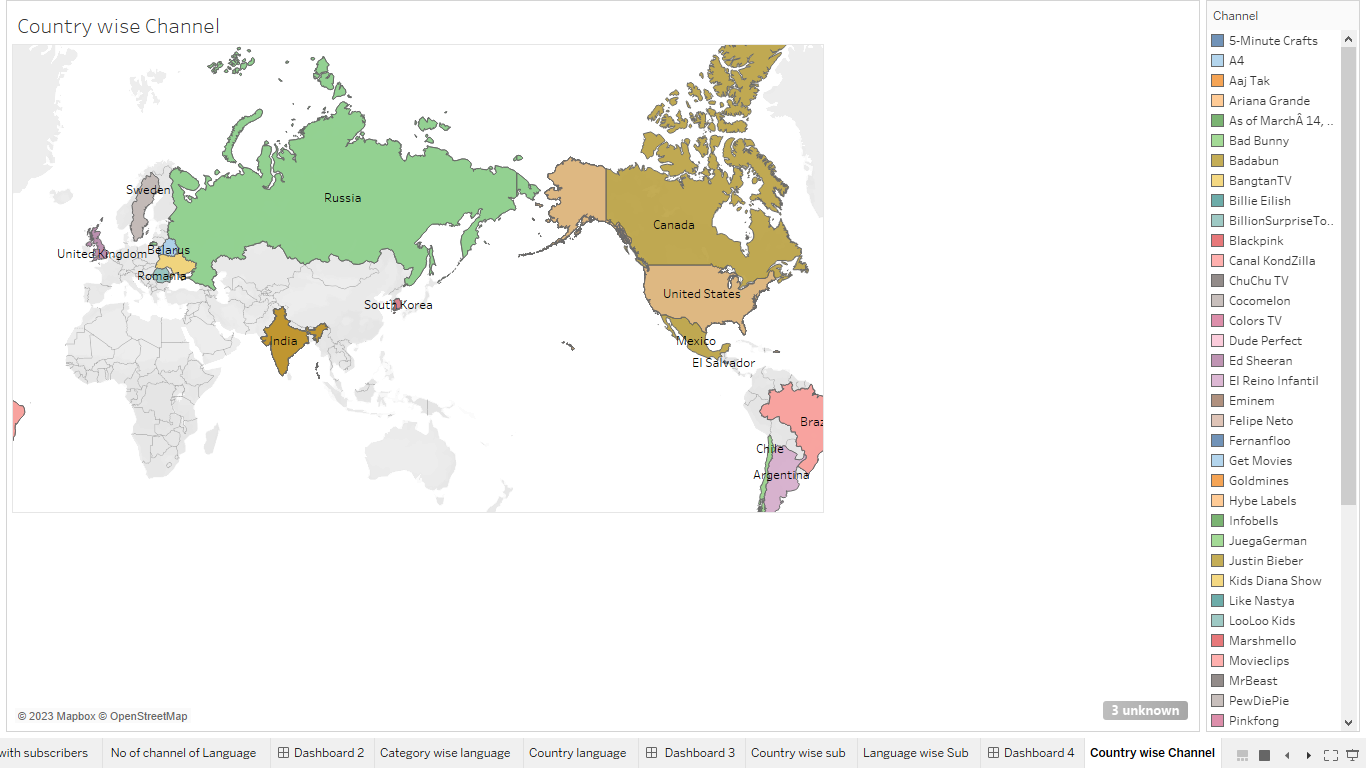 Country wise Channel
Sweden
Russia
Canada
United Kingdom
Belarus
Romania
United States
South Korea
India
Mexico
El Salvador
Braz
Chile
Argentina
© 2023 Mapbox © OpenStreetMap
3 unknown
Channel
5-Minute Crafts
A4
Aaj Tak
Ariana Grande
As of MarchÂ 14, ..
Bad Bunny
Badabun
BangtanTV
Billie Eilish
BillionSurpriseTo..
Blackpink
Canal KondZilla
ChuChu TV
Cocomelon
Colors TV
Dude Perfect
Ed Sheeran
El Reino Infantil
Eminem
Felipe Neto
Fernanfloo
Get Movies
Goldmines
Hybe Labels
Infobells
JuegaGerman
Justin Bieber
Kids Diana Show
Like Nastya
LooLoo Kids
Marshmello
Movieclips
MrBeast
PewDiePie
Pinkfong
with subscribers No of channel of Language Dashboard 2 Category wise language Country language Dashboard 3 Country wise sub Language wise Sub Dashboard 4 Country wise Channel